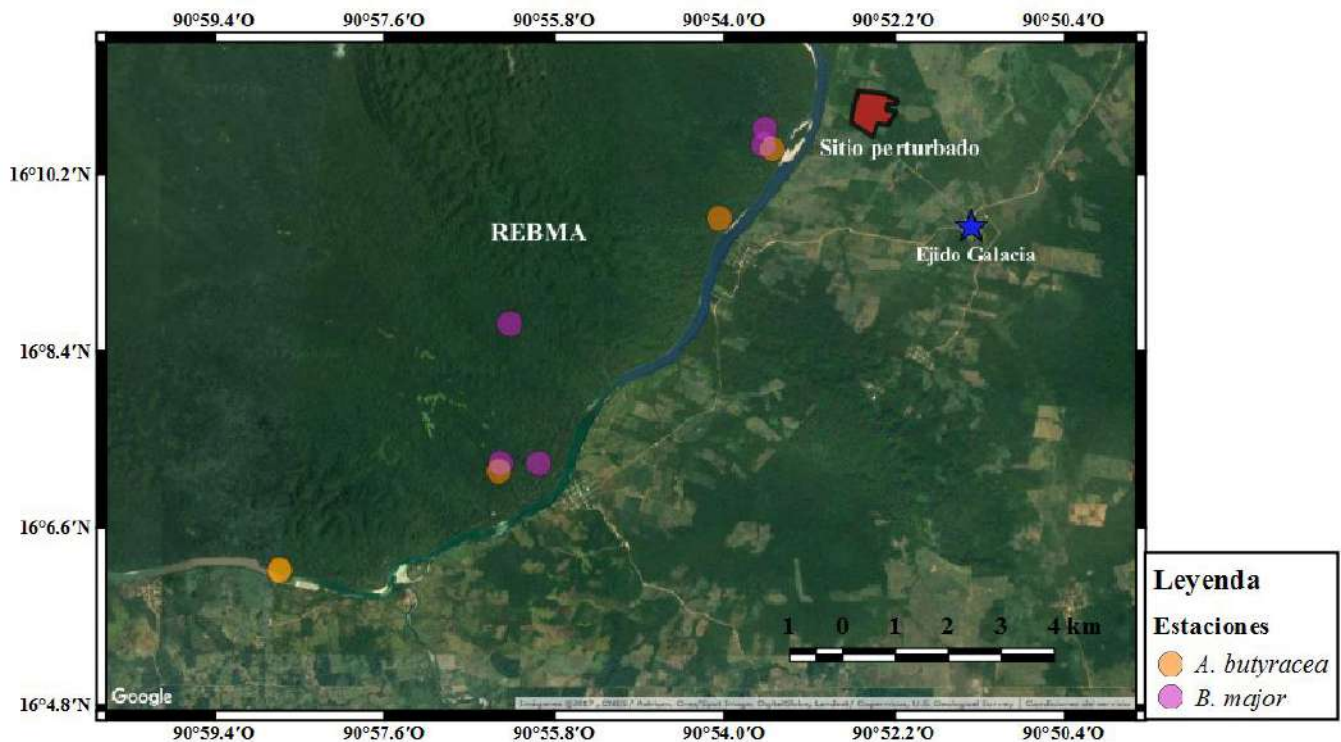 90°59.4′O 90°57.6′O 90°55.8′O 90°54.0′O 90°52.2′O 90°50.4′O
Sitio perturbado
16°10.2′N
REBMA
Ejido Galacia
16°8.4′N
16°6.6′N
Leyenda
Estaciones
A. butyracea
B. major
1 0 1 2 3 4 km
Google
16°4.8′N
90°59.4′O 90°57.6′O 90°55.8′O 90°54.0′O 90°52.2′O 90°50.4′O